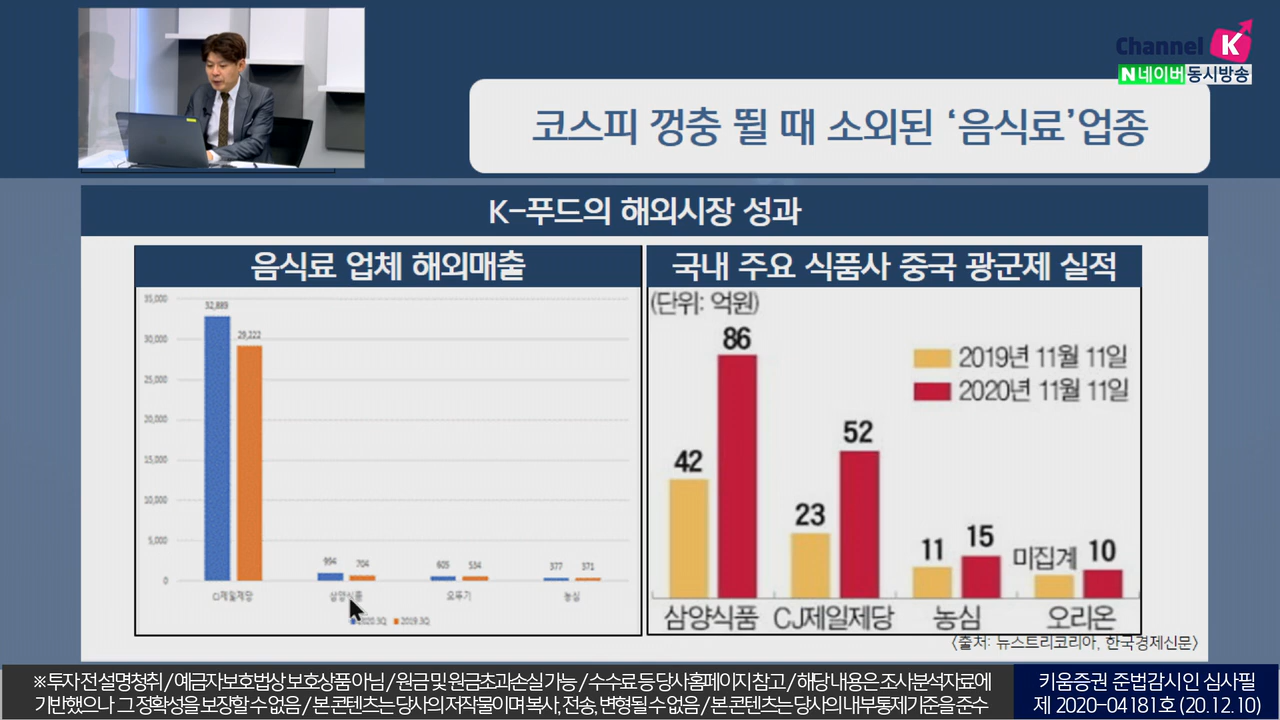 Channel K
N 네이버 동시방송
코스피 껑충 뛸 때 소외된 ‘음식료’업종
K-푸드의 해외시장 성과
음식료 업체 해외매출
35,000
30,000
25,000
20,000
15,000
10,000
5,000
0
32,889
29,222
994
704
605
534
377
371
CJ제일제당
삼양식품
오뚜기
농심
2020.3Q
2019.3Q
국내 주요 식품사 중국 광군제 실적
(단위: 억원)
2019년 11월 11일
2020년 11월 11일
42
86
23
52
11
15
미집계
10
삼양식품
CJ제일제당
농심
오리온
〈출처: 뉴스트리코리아, 한국경제신문〉
※ 투자 전 설명청취 / 예금자보호법상 보호상품 아님 / 원금 및 원금초과손실 가능 / 수수료 등 당사 홈페이지 참고 / 해당 내용은 조사분석자료에
기반했으나 그 정확성을 보장할 수 없음 / 본 콘텐츠는 당사의 저작물이며 복사, 전송, 변형될 수 없음 / 본 콘텐츠는 당사의 내부통제기준을 준수
키움증권 준법감시인 심사필
제 2020-04181호 (20.12.10)